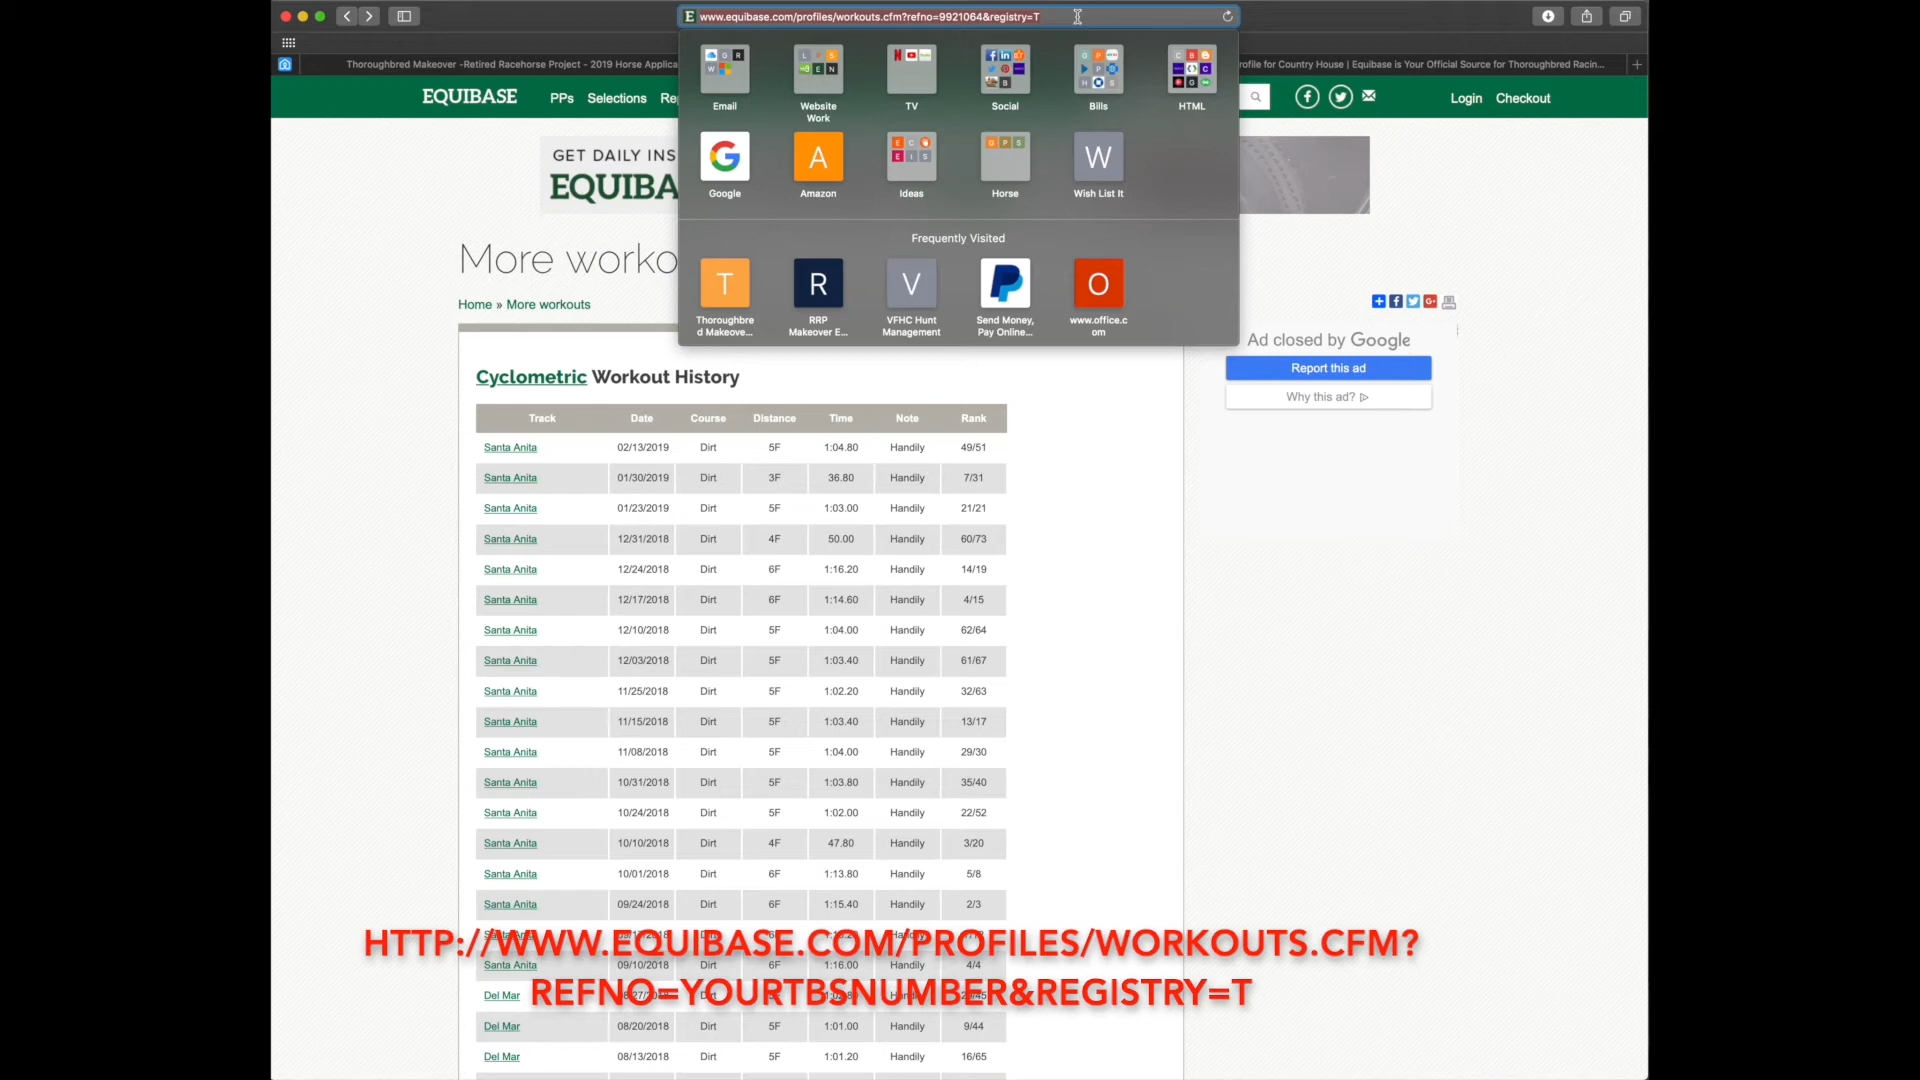 www.equibase.com/profiles/workouts.cfm?refno=9921064&registry=T
Thoroughbred Makeover -Retired Racehorse Project - 2019 Horse Applica
rofile for Country House | Equibase is Your Official Source for Thoroughbred Racin...
EQUIBASE PPs Selections Re
Login Checkout
Email
Website Work
TV
Social
Bills
HTML
Google
Amazon
Ideas
Horse
Wish List It
Frequently Visited
Thoroughbre
d Makeove...
RRP
Makeover E...
VFHC Hunt
Management
Send Money,
Pay Online...
www.office.c
om
GET DAILY INS
EQUIBA
More worko
Home » More workouts
Ad closed by Google
Report this ad
Why this ad?
Cyclometric Workout History
Track Date Course Distance Time Note Rank
Santa Anita 02/13/2019 Dirt 5F 1:04.80 Handily 49/51
Santa Anita 01/30/2019 Dirt 3F 36.80 Handily 7/31
Santa Anita 01/23/2019 Dirt 5F 1:03.00 Handily 21/21
Santa Anita 12/31/2018 Dirt 4F 50.00 Handily 60/73
Santa Anita 12/24/2018 Dirt 6F 1:16.20 Handily 14/19
Santa Anita 12/17/2018 Dirt 6F 1:14.60 Handily 4/15
Santa Anita 12/10/2018 Dirt 5F 1:04.00 Handily 62/64
Santa Anita 12/03/2018 Dirt 5F 1:03.40 Handily 61/67
Santa Anita 11/25/2018 Dirt 5F 1:02.20 Handily 32/63
Santa Anita 11/15/2018 Dirt 5F 1:03.40 Handily 13/17
Santa Anita 11/08/2018 Dirt 5F 1:04.00 Handily 29/30
Santa Anita 10/31/2018 Dirt 5F 1:03.80 Handily 35/40
Santa Anita 10/24/2018 Dirt 5F 1:02.00 Handily 22/52
Santa Anita 10/10/2018 Dirt 4F 47.80 Handily 3/20
Santa Anita 10/01/2018 Dirt 6F 1:13.80 Handily 5/8
Santa Anita 09/24/2018 Dirt 6F 1:15.40 Handily 2/3
HTTP://WWW.EQUIBASE.COM/PROFILES/WORKOUTS.CFM?
Santa Anita 09/10/2018 Dirt 6F 1:16.00 Handily 4/4
REFNO=YOURTBSNUMBER&REGISTRY=T
Del Mar
Del Mar 08/20/2018 Dirt 5F 1:01.00 Handily 9/44
Del Mar 08/13/2018 Dirt 5F 1:01.20 Handily 16/65